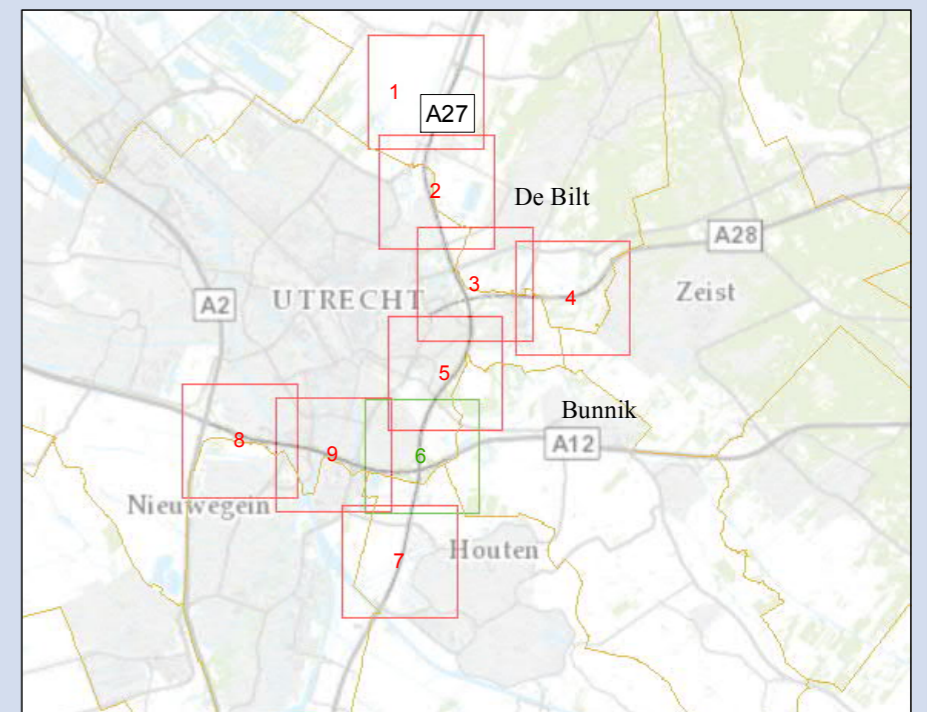 1
A27
2
De Bilt
A28
3
4
Zeist
A2
UTRECHT
5
Bunnik
8
9
6
A12
Nieuwegein
Houten
7